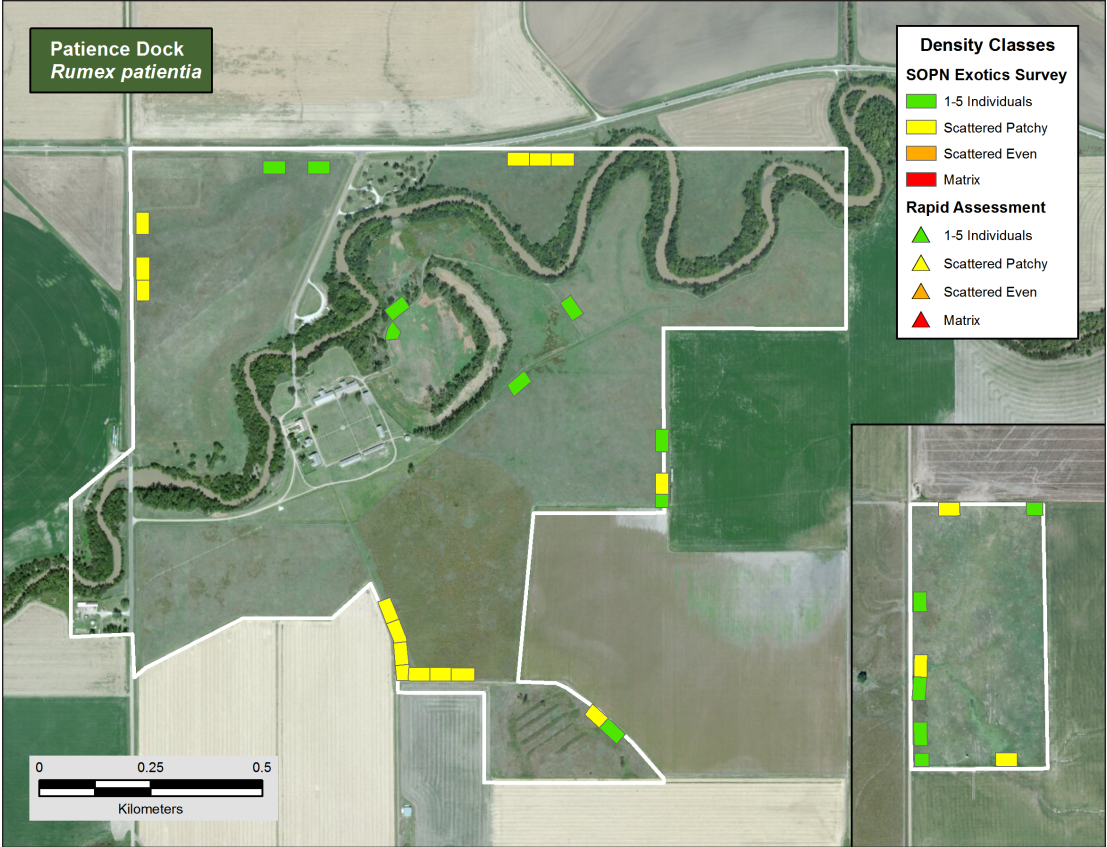 Patience Dock
Rumex patientia
Density Classes
SOPN Exotics Survey
1-5 Individuals
Scattered Patchy
Scattered Even
Matrix
Rapid Assessment
1-5 Individuals
Scattered Patchy
Scattered Even
Matrix
0 0.25 0.5
Kilometers